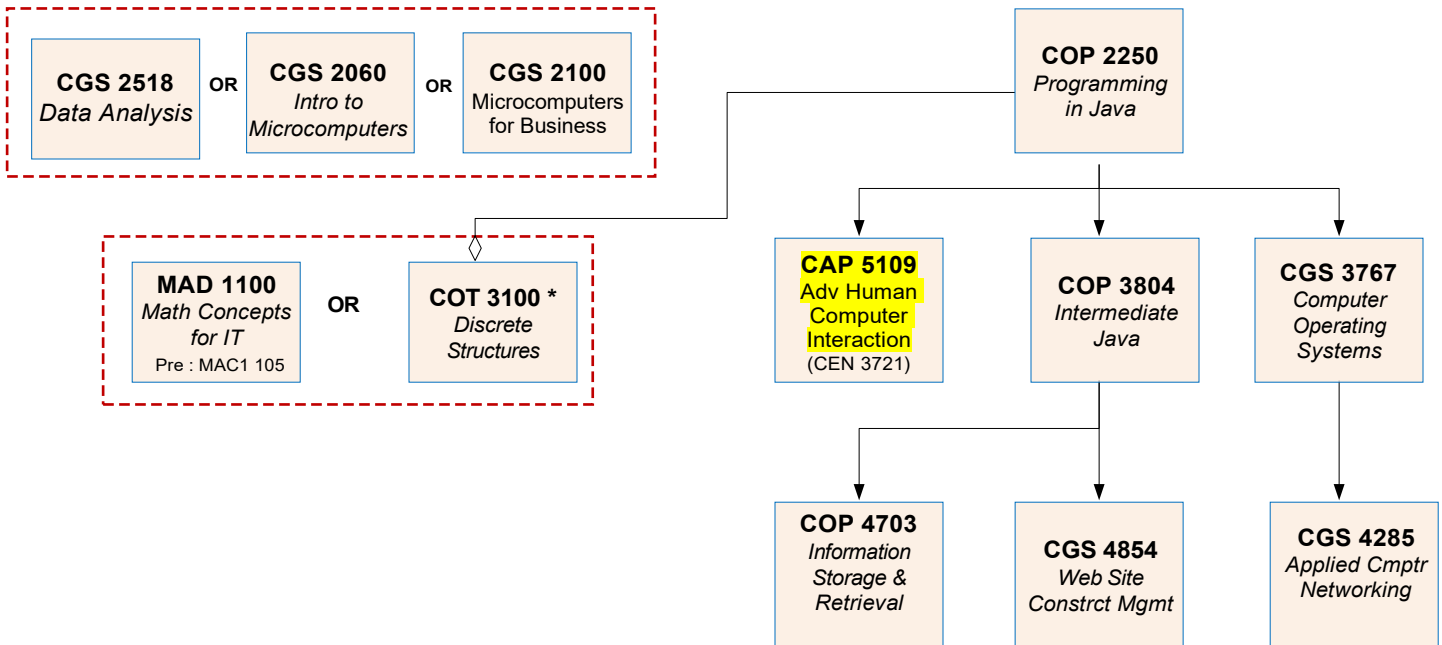 CGS 2518
Data Analysis
OR
CGS 2060
Intro to
Microcomputers
OR
CGS 2100
Microcomputers
for Business
COP 2250
Programming
in Java
MAD 1100
Math Concepts
for IT
Pre : MAC1 105
OR
COT 3100 *
Discrete
Structures
CAP 5109
Adv Human
Computer
Interaction
(CEN 3721)
COP 3804
Intermediate
Java
CGS 3767
Computer
Operating
Systems
COP 4703
Information
Storage &
Retrieval
CGS 4854
Web Site
Constrct Mgmt
CGS 4285
Applied Cmptr
Networking